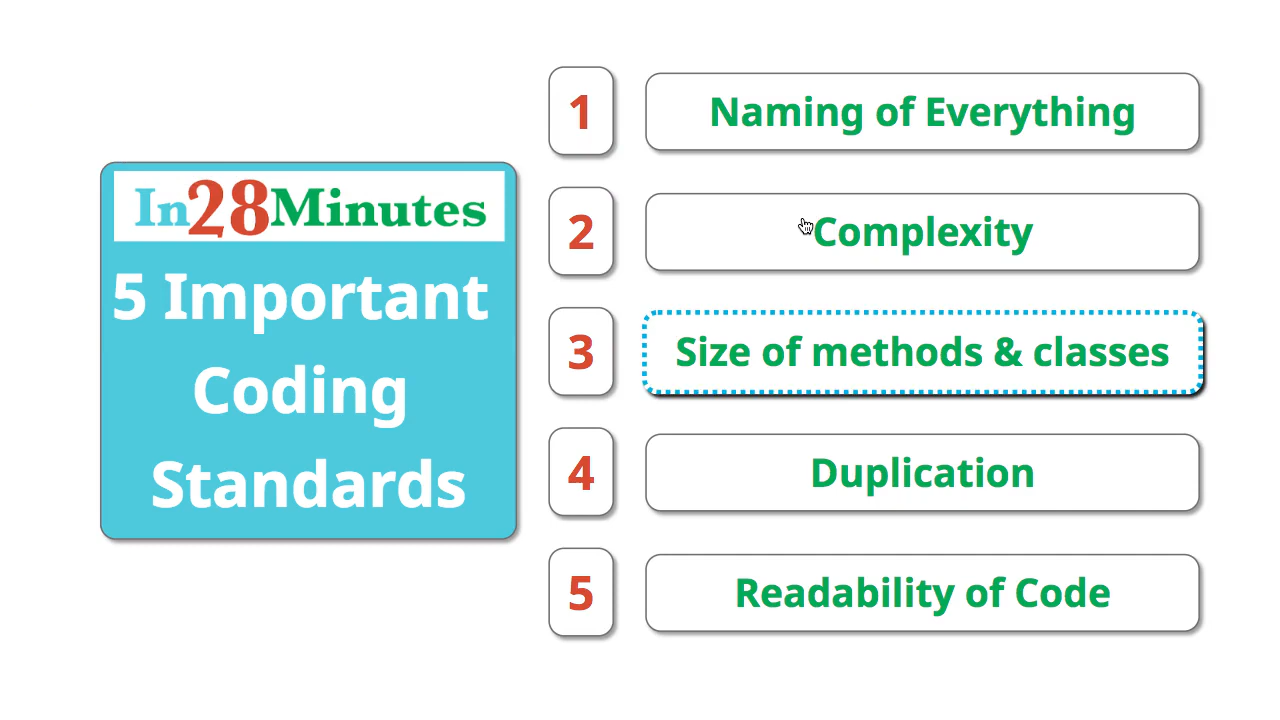 In28Minutes
5 Important
Coding
Standards
1 Naming of Everything
2 Complexity
3 Size of methods & classes
4 Duplication
5 Readability of Code